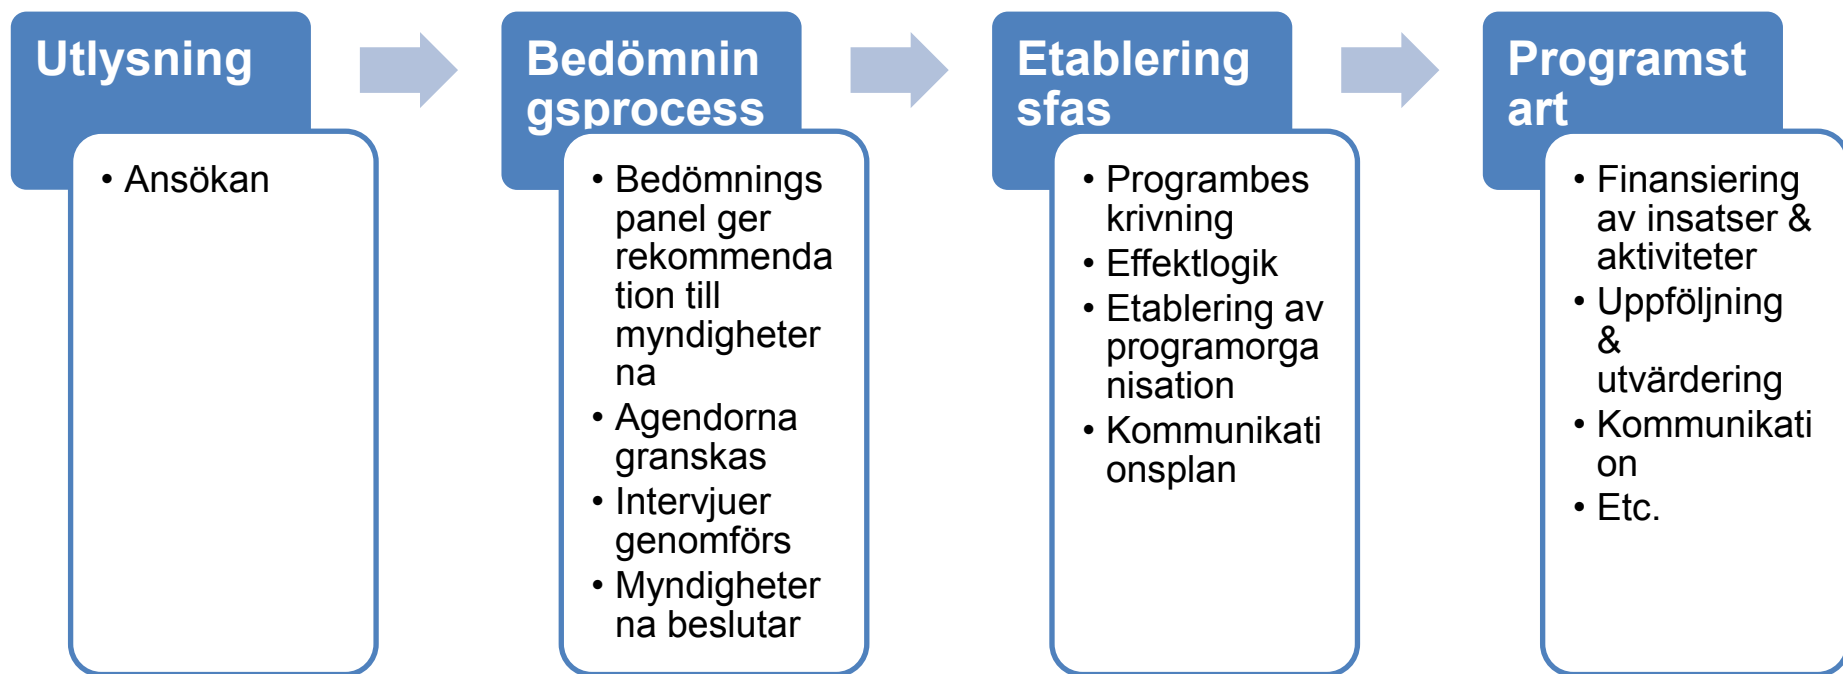 Utlysning
• Ansökan
Bedömnin
gsprocess
• Bedömnings
panel ger
rekommenda
tion till
myndigheter
na
• Agendorna
granskas
• Intervjuer
genomförs
• Myndigheter
na beslutar
Etablering
sfas
• Programbes
krivning
• Effektlogik
• Etablering av
programorga
nisation
• Kommunikati
onsplan
Programst
art
• Finansiering
av insatser &
aktiviteter
• Uppföljning
&
utvärdering
• Kommunikati
on
• Etc.